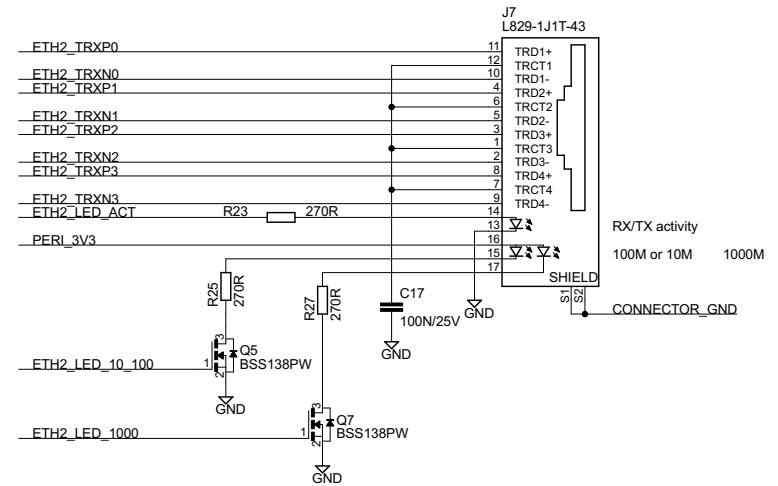 J7
L829-1J1T-43
ETH2_TRXP0 11 TRD1+
12 TRCT1
ETH2_TRXN0 10 TRD1-
ETH2_TRXP1 4 TRD2+
6 TRCT2
ETH2_TRXN1 5 TRD2-
ETH2_TRXP2 3 TRD3+
1 TRCT3
ETH2_TRXN2 2 TRD3-
ETH2_TRXP3 8 TRD4+
7 TRCT4
ETH2_TRXN3 9 TRD4-
ETH2_LED_ACT R23 270R 14
13 RX/TX activity
PERI_3V3 16
15 100M or 10M 1000M
17
SHIELD
R25
270R
R27
270R
C17
100N/25V
GND
GND
S1
S2
CONNECTOR_GND
3
Q5
BSS138PW
ETH2_LED_10_100 1
2
GND
3
Q7
BSS138PW
ETH2_LED_1000 1
2
GND